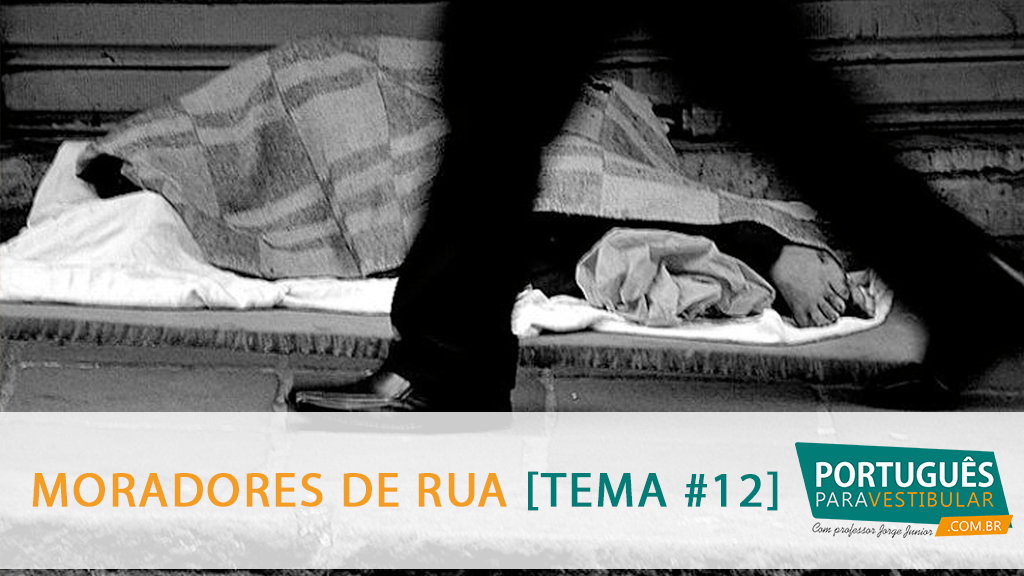 MORADORES DE RUA [TEMA #12]
PORTUGUÊS
PARAVESTIBULAR
Com professor Jorge Junior
.COM.BR